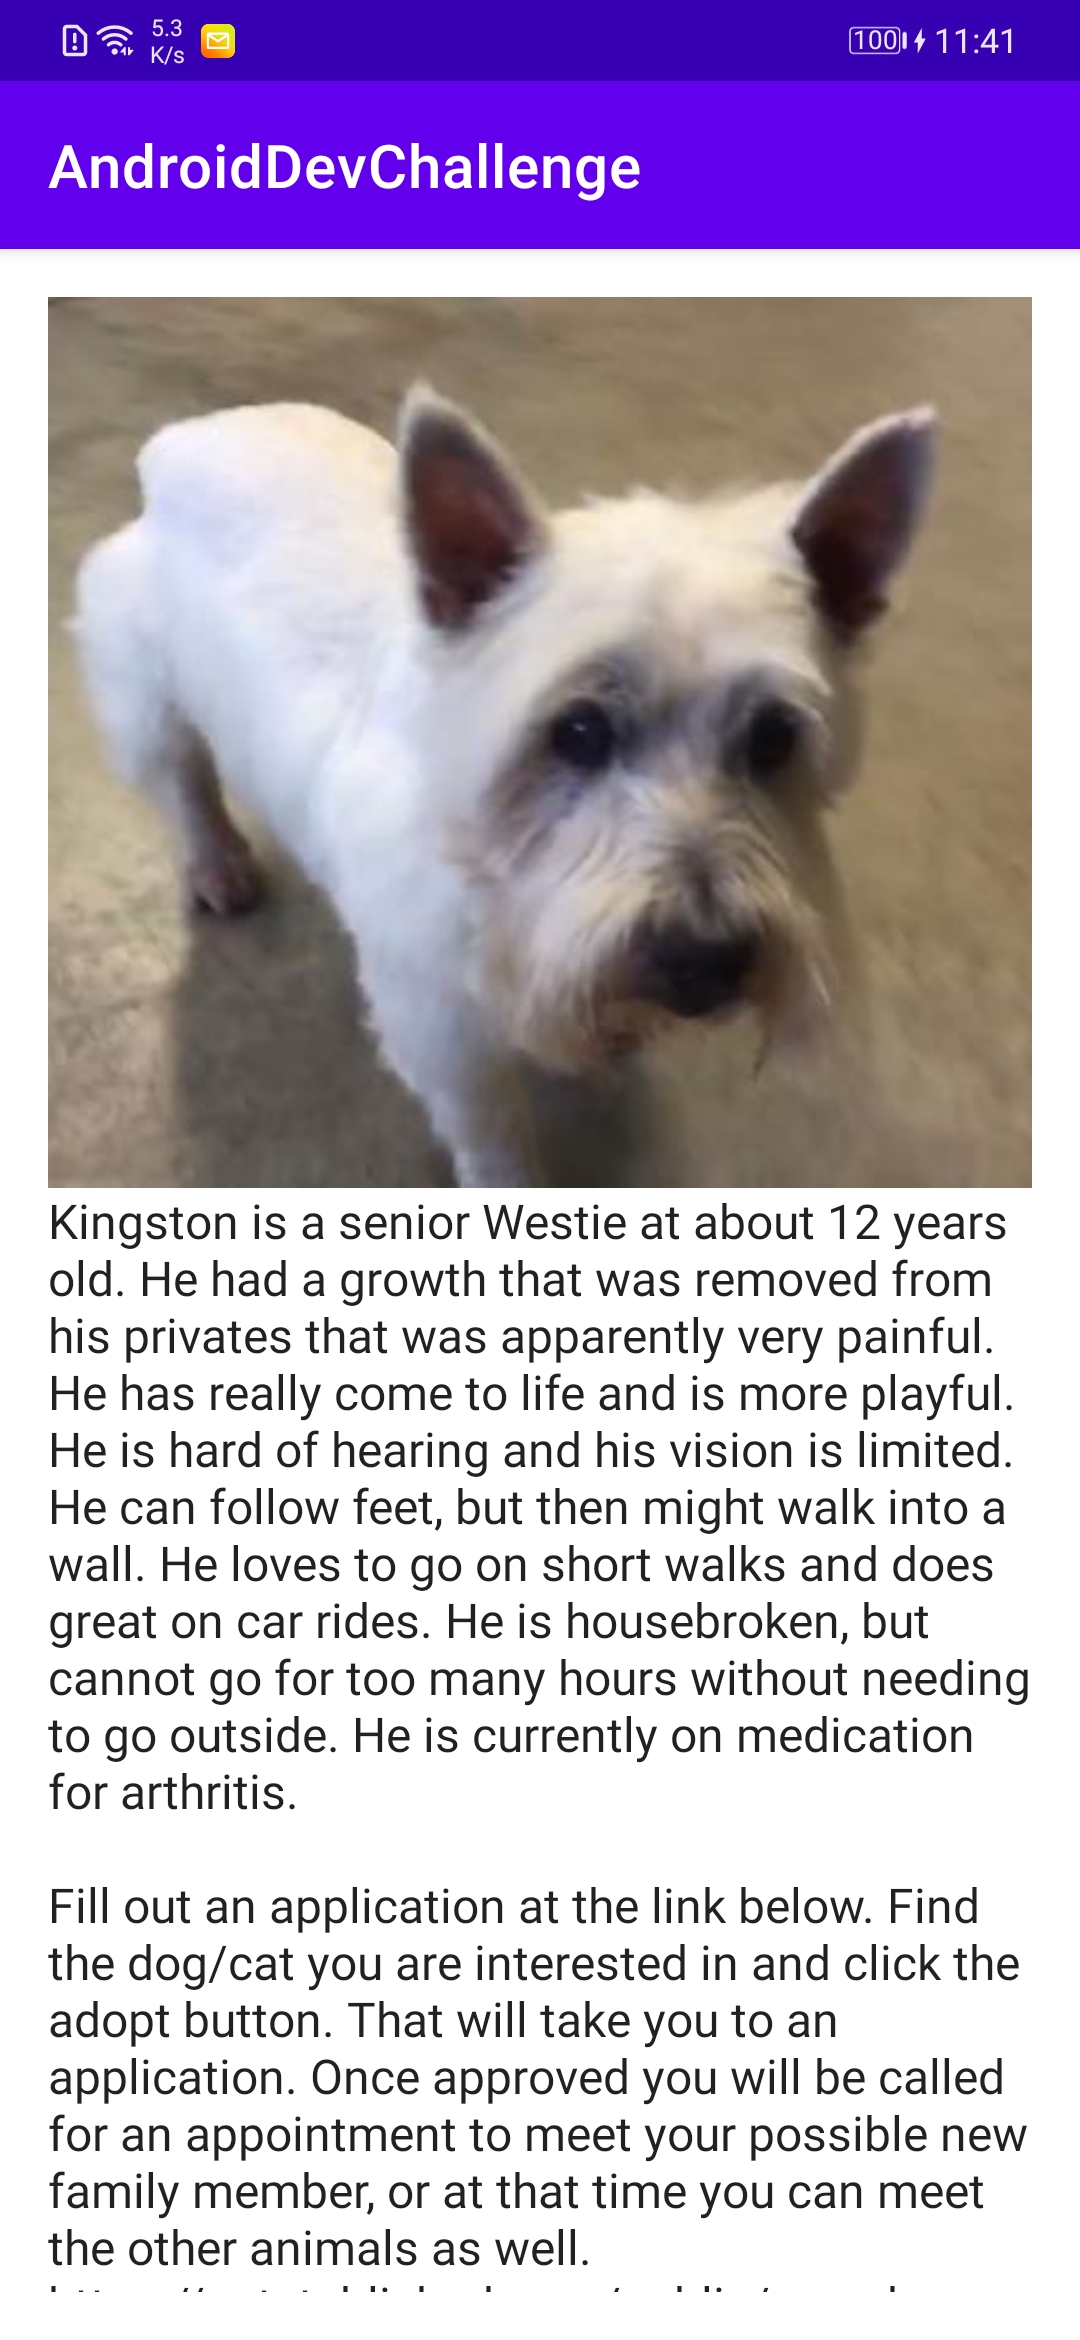 5.3
K/s
100 11:41
AndroidDevChallenge
Kingston is a senior Westie at about 12 years
old. He had a growth that was removed from
his privates that was apparently very painful.
He has really come to life and is more playful.
He is hard of hearing and his vision is limited.
He can follow feet, but then might walk into a
wall. He loves to go on short walks and does
great on car rides. He is housebroken, but
cannot go for too many hours without needing
to go outside. He is currently on medication
for arthritis.
Fill out an application at the link below. Find
the dog/cat you are interested in and click the
adopt button. That will take you to an
application. Once approved you will be called
for an appointment to meet your possible new
family member, or at that time you can meet
the other animals as well.